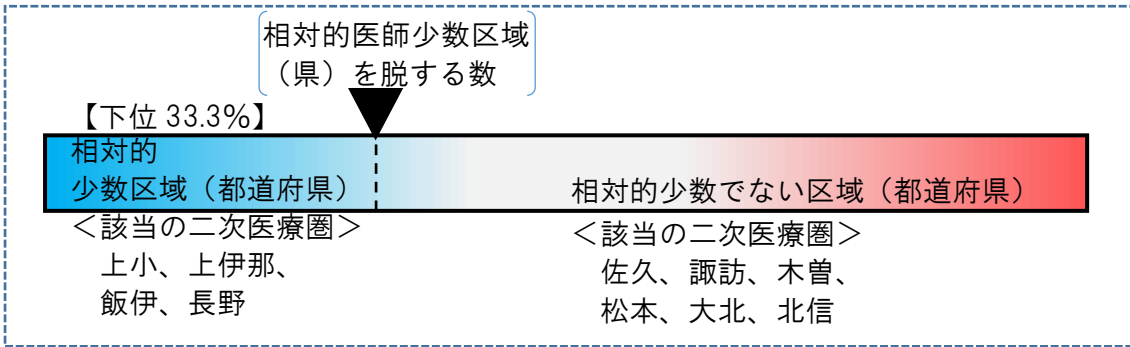 相対的医師少数区域
（県）を脱する数
【下位 33.3%】
相対的
少数区域（都道府県）
相対的少数でない区域（都道府県）
＜該当の二次医療圏＞
上小、上伊那、
飯伊、長野
＜該当の二次医療圏＞
佐久、諏訪、木曽、
松本、大北、北信